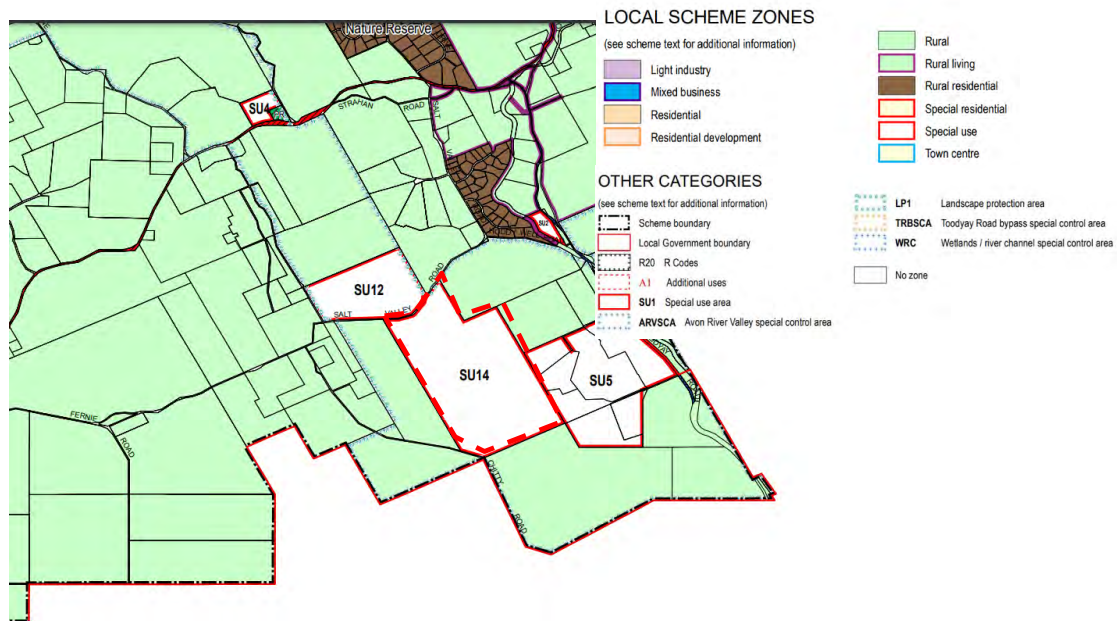 Nature Reserve
SU4
STRAHAN
ROAD
SALT
SU2
SU12
SALT
VALLEY
ROAD
SU14
SU5
ROAD
FERNIE
ROAD
CHITTY
ROAD
LOCAL SCHEME ZONES
(see scheme text for additional information)
Light industry
Mixed business
Residential
Residential development
Rural
Rural living
Rural residential
Special residential
Special use
Town centre
OTHER CATEGORIES
(see scheme text for additional information)
Scheme boundary
Local Government boundary
R20 R Codes
A1 Additional uses
SU1 Special use area
ARVSCA Avon River Valley special control area
LP1 Landscape protection area
TRBSCA Toodyay Road bypass special control area
WRC Wetlands / river channel special control area
No zone